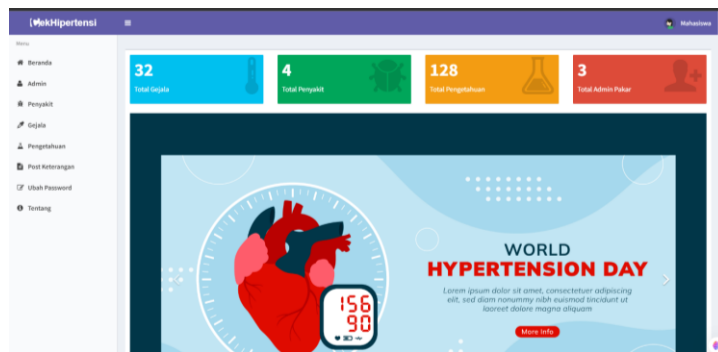 [♥ekHipertensi
Mahasiswa
Menu
Beranda
Admin
Penyakit
Gejala
Pengetahuan
Post Keterangan
Ubah Password
Tentang
32
Total Gejala
4
Total Penyakit
128
Total Pengetahuan
3
Total Admin Pakar
WORLD
HYPERTENSION DAY
Lorem ipsum dolor sit amet, consectetuer adipiscing
elit, sed diam nonummy nibh euismod tincidunt ut
laoreet dolore magna aliquam
More Info
156
90